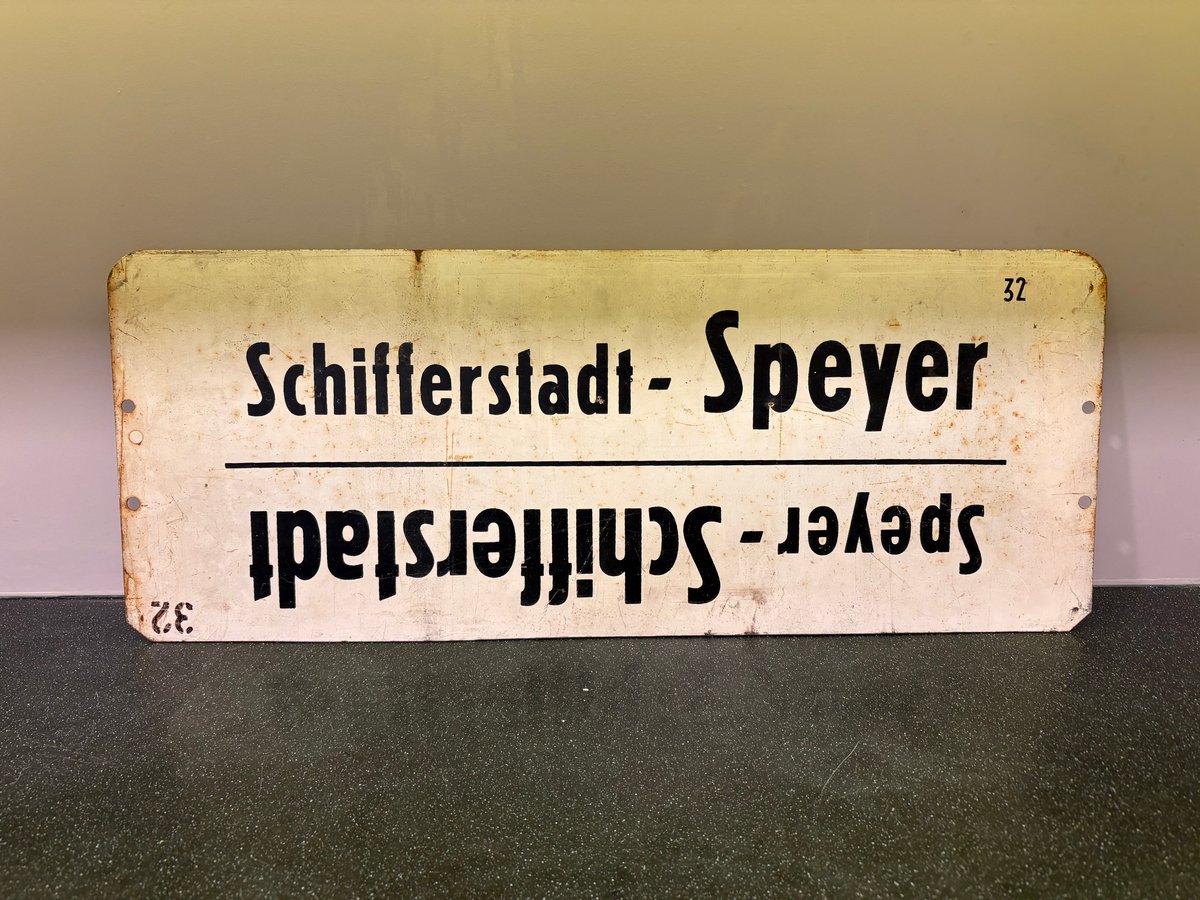 32
Schifferstadt - Speyer
Speyer - Schifferstadt
32